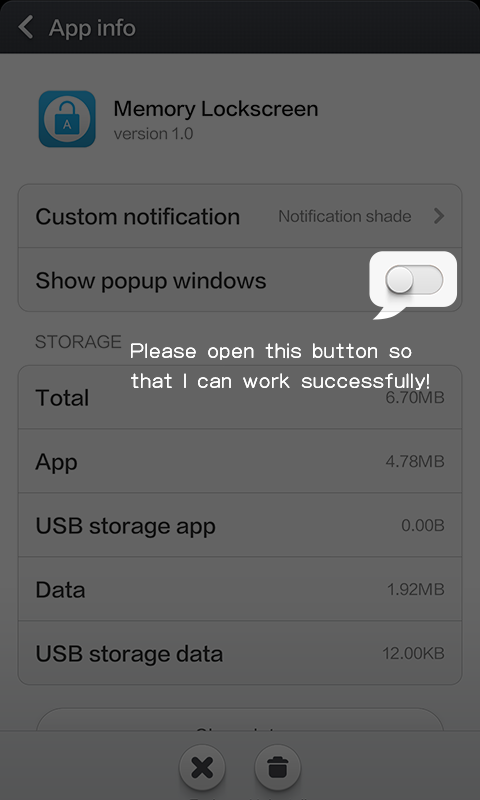 App info
Memory Lockscreen
version 1.0
A
Custom notification Notification shade
Show popup windows
STORAGE
Please open this button so
that I can work successfully!
Total 6.70MB
App 4.78MB
USB storage app 0.00B
Data 1.92MB
USB storage data 12.00KB